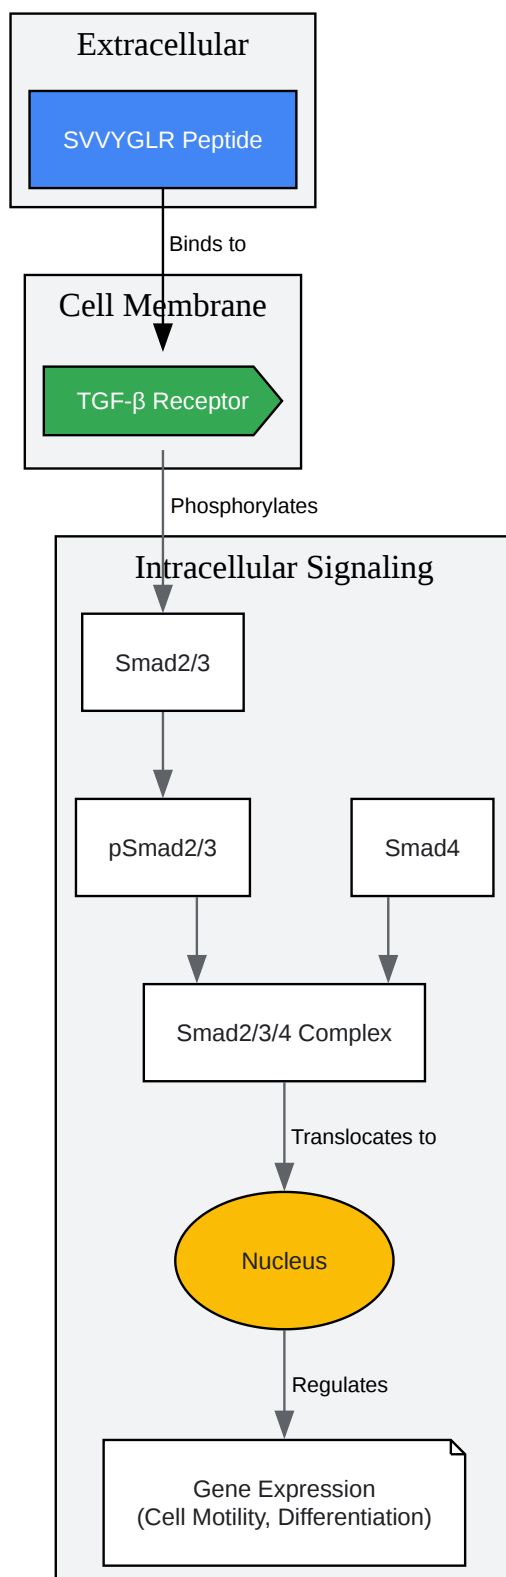 Extracellular
SVVYGLR Peptide
Binds to
Cell Membrane
TGF-β Receptor
Phosphorylates
Intracellular Signaling
Smad2/3
pSmad2/3
Smad4
Smad2/3/4 Complex
Translocates to
Nucleus
Regulates
Gene Expression
(Cell Motility, Differentiation)